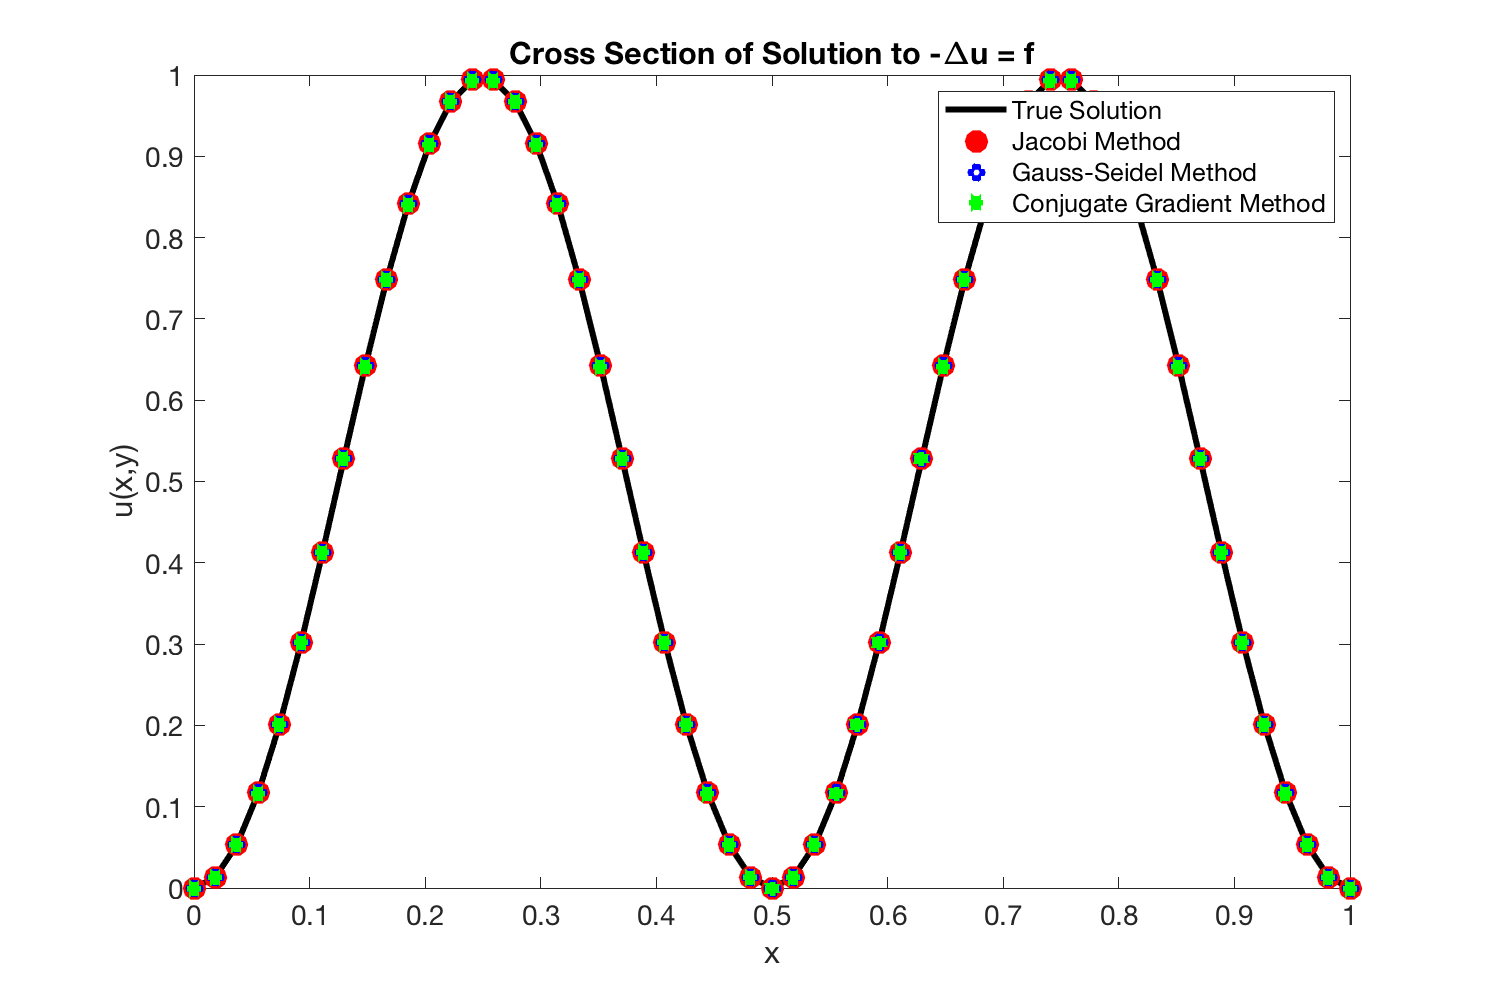 Cross Section of Solution to -Δu = f
1
0.9
0.8
0.7
0.6
0.5
0.4
0.3
0.2
0.1
0
u(x,y)
True Solution
Jacobi Method
Gauss-Seidel Method
Conjugate Gradient Method
0 0.1 0.2 0.3 0.4 0.5 0.6 0.7 0.8 0.9 1
x